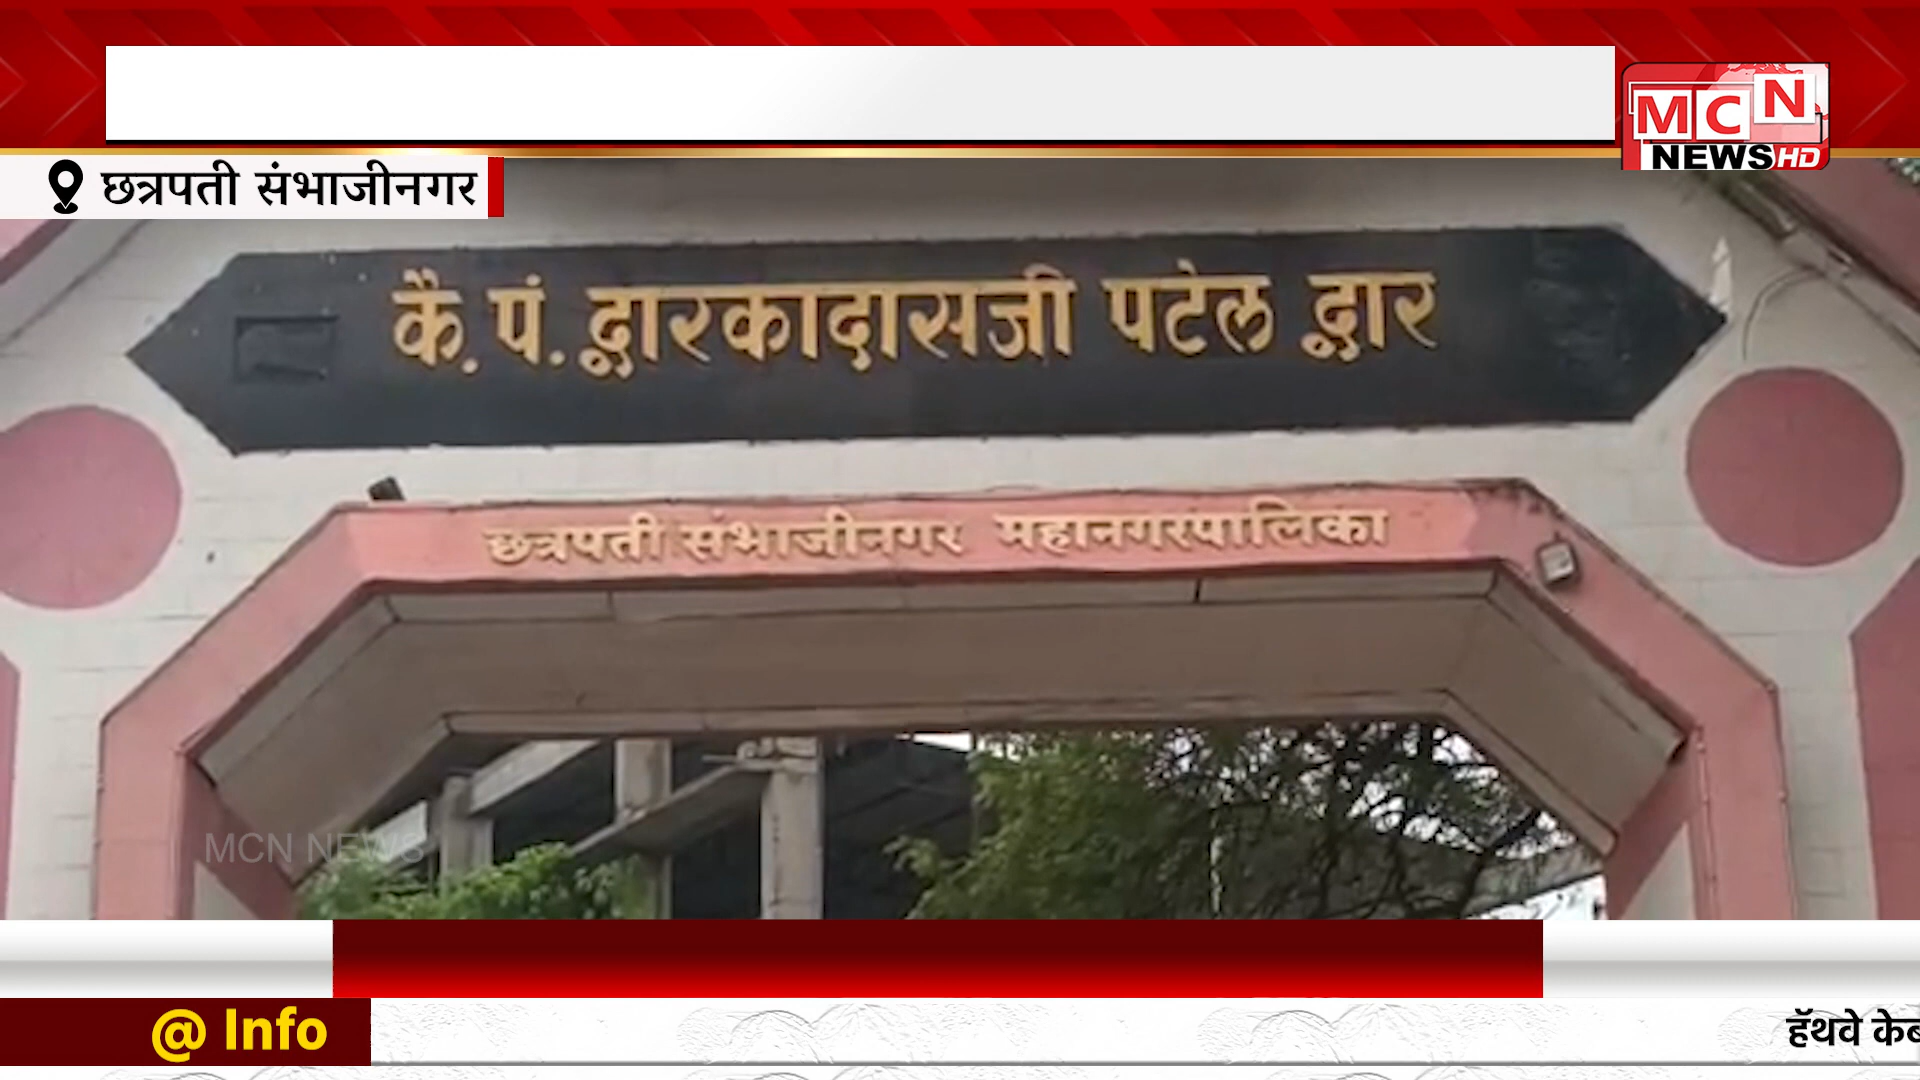 MCN
NEWS HD
छत्रपती संभाजीनगर
कै. पं. द्वारकादासजी पटेल द्वार
छत्रपती संभाजीनगर महानगरपालिका
MCN NEWS
@ Info
हॅथवे